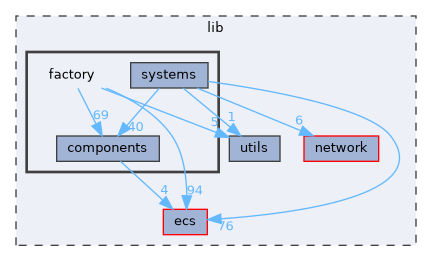 lib
factory
systems
69
40
5
1
6
components
utils
network
4
94
ecs
76